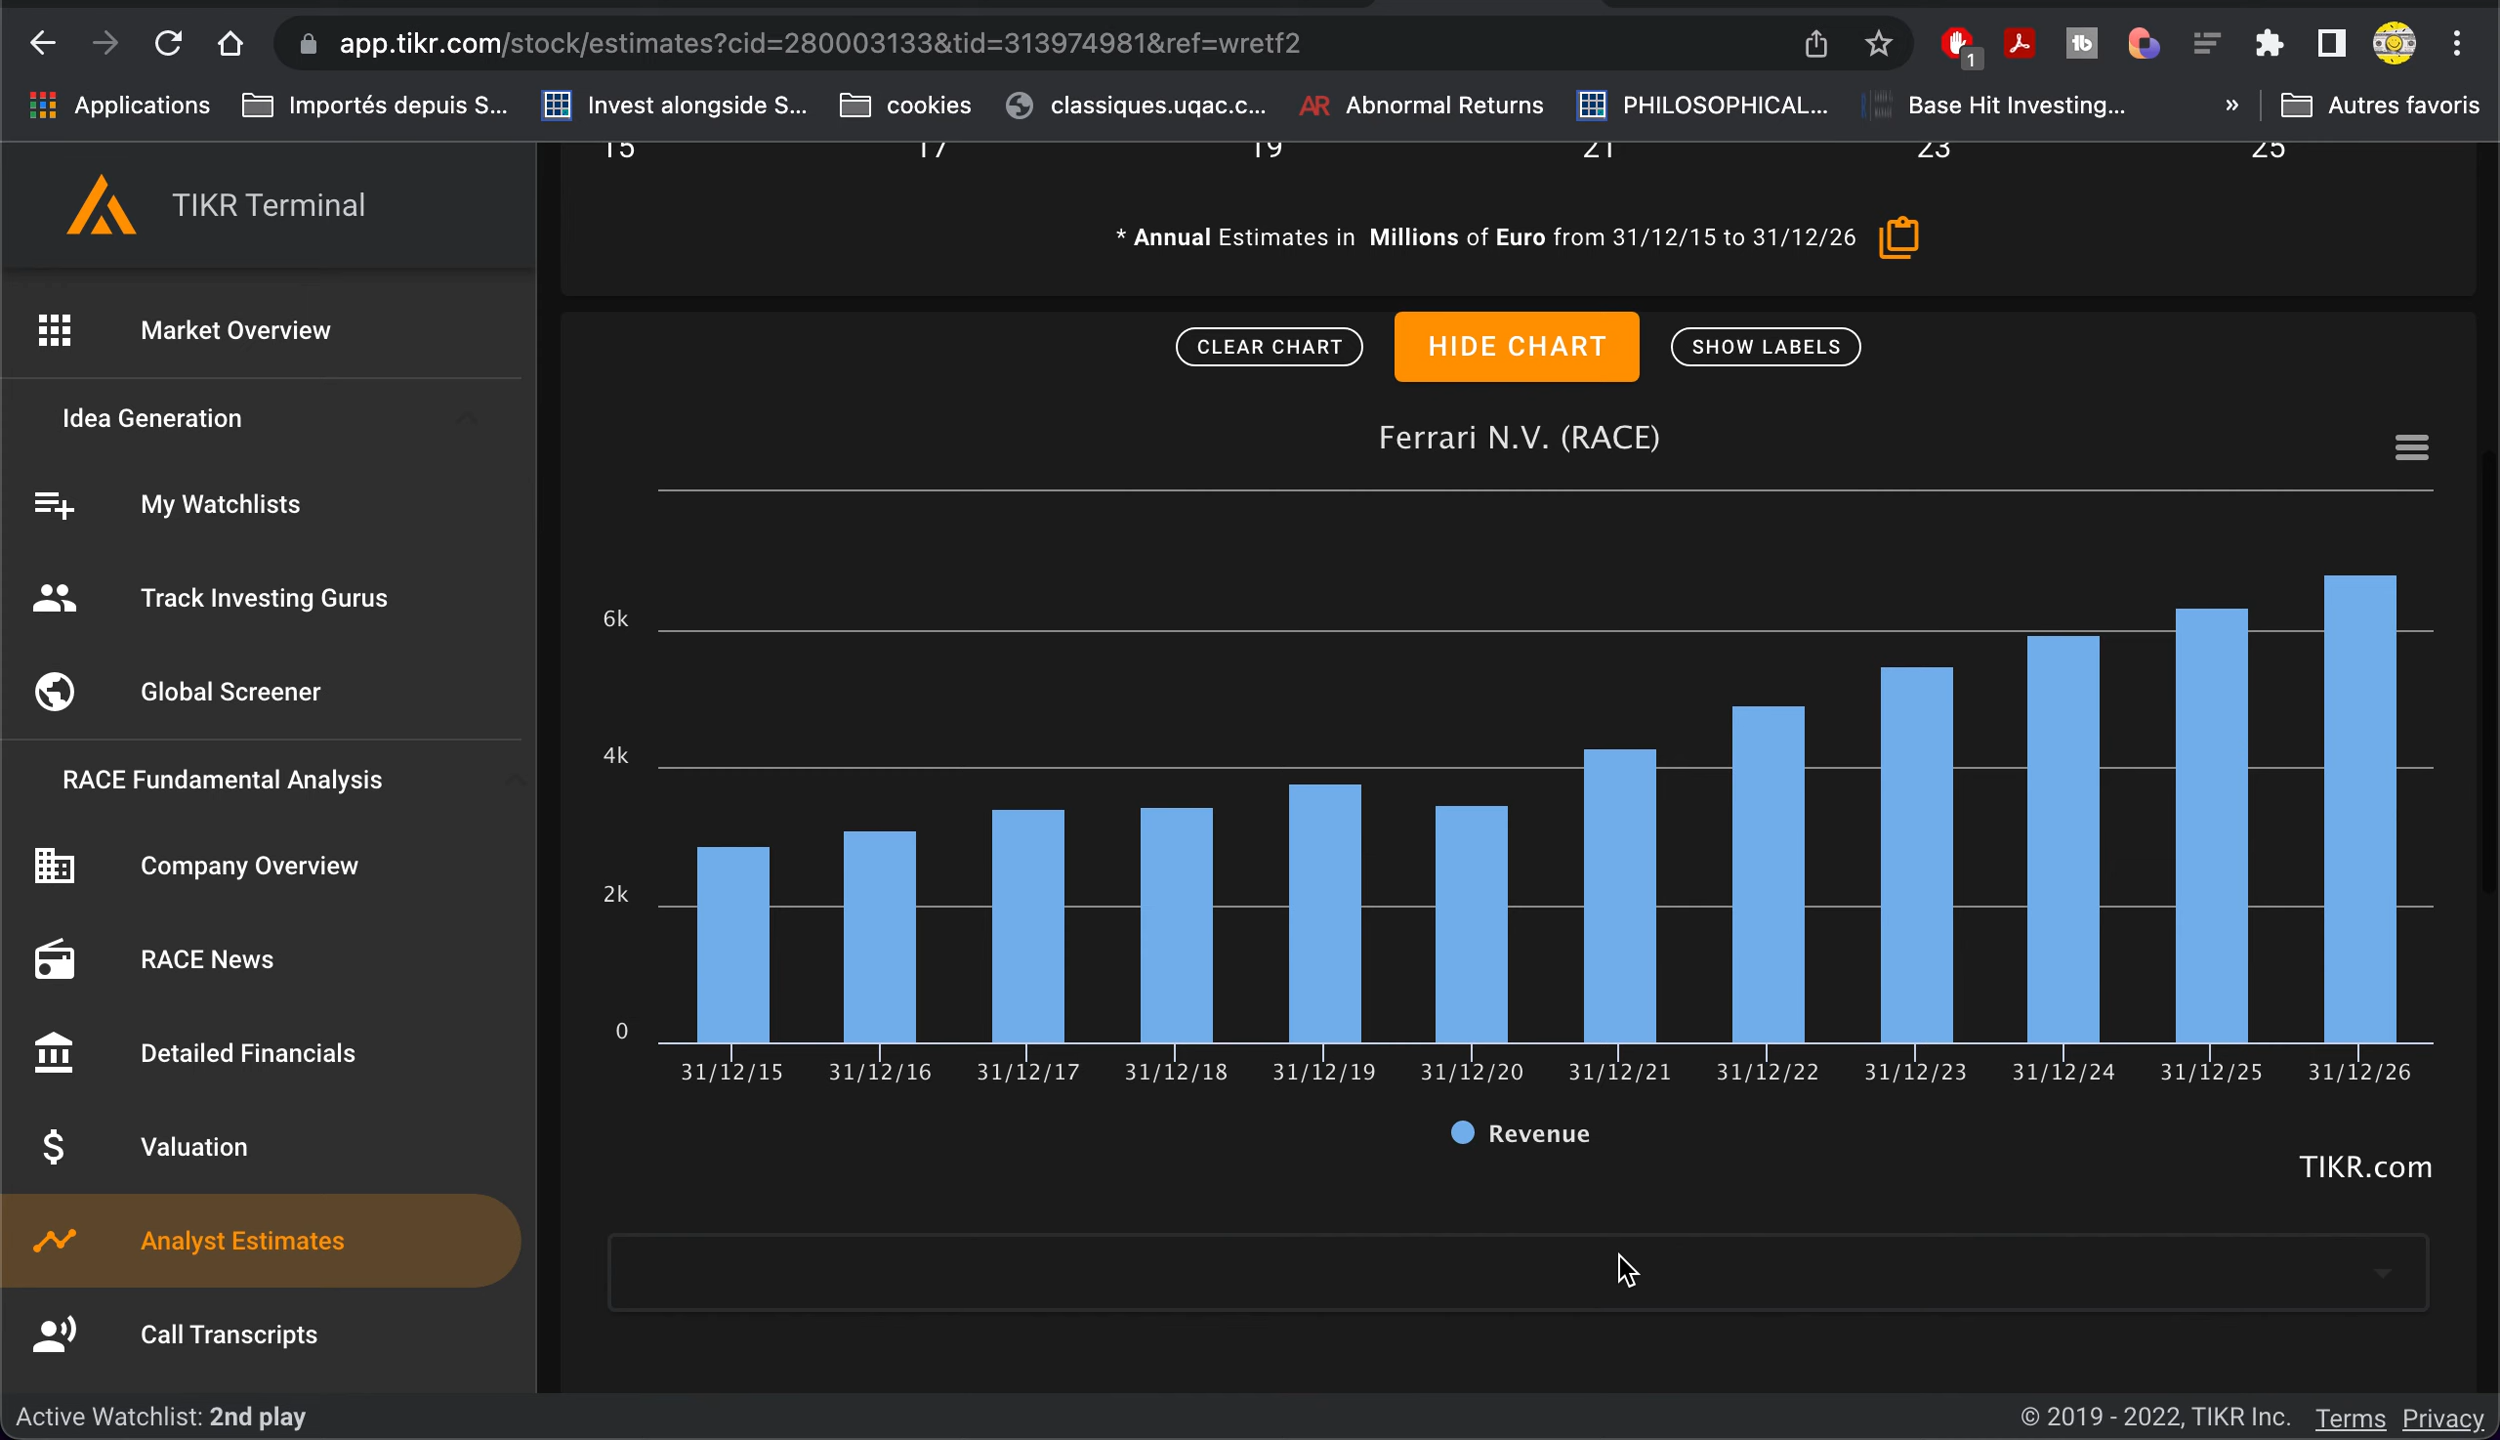 app.tikr.com/stock/estimates?cid=280003133&tid=313974981&ref=wretf2
1
Applications
Importés depuis S...
Invest alongside S...
cookies
classiques.uqac.c...
AR Abnormal Returns
PHILOSOPHICAL...
Base Hit Investing...
»
Autres favoris
TIKR Terminal
Market Overview
Idea Generation
My Watchlists
Track Investing Gurus
Global Screener
RACE Fundamental Analysis
Company Overview
RACE News
Detailed Financials
Valuation
Analyst Estimates
Call Transcripts
15 17 19 21 23 25
* Annual Estimates in Millions of Euro from 31/12/15 to 31/12/26
CLEAR CHART
HIDE CHART
SHOW LABELS
Ferrari N.V. (RACE)
6k
4k
2k
0
31/12/15 31/12/16 31/12/17 31/12/18 31/12/19 31/12/20 31/12/21 31/12/22 31/12/23 31/12/24 31/12/25 31/12/26
Revenue
TIKR.com
Active Watchlist: 2nd play
© 2019 - 2022, TIKR Inc. Terms Privacy